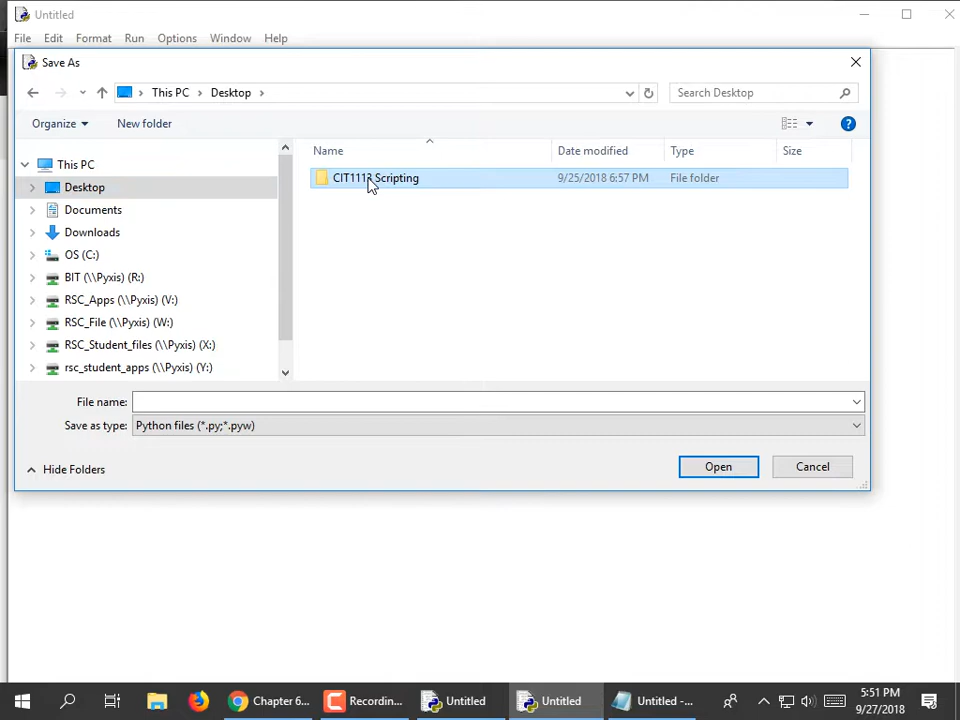 Untitled
File Edit Format Run Options Window Help
Save As
This PC Desktop
Search Desktop
Organize New folder
Name Date modified Type Size
This PC
Desktop
Documents
Downloads
OS (C:)
BIT (\\Pyxis) (R:)
RSC_Apps (\\Pyxis) (V:)
RSC_File (\\Pyxis) (W:)
RSC_Student_files (\\Pyxis) (X:)
rsc_student_apps (\\Pyxis) (Y:)
Scripting 9/25/2018 6:57 PM File folder
File name:
Save as type: Python files (*.py;*.pyw)
Hide Folders
Open Cancel
Chapter 6... Recordin... Untitled Untitled Untitled -...
5:51 PM
9/27/2018